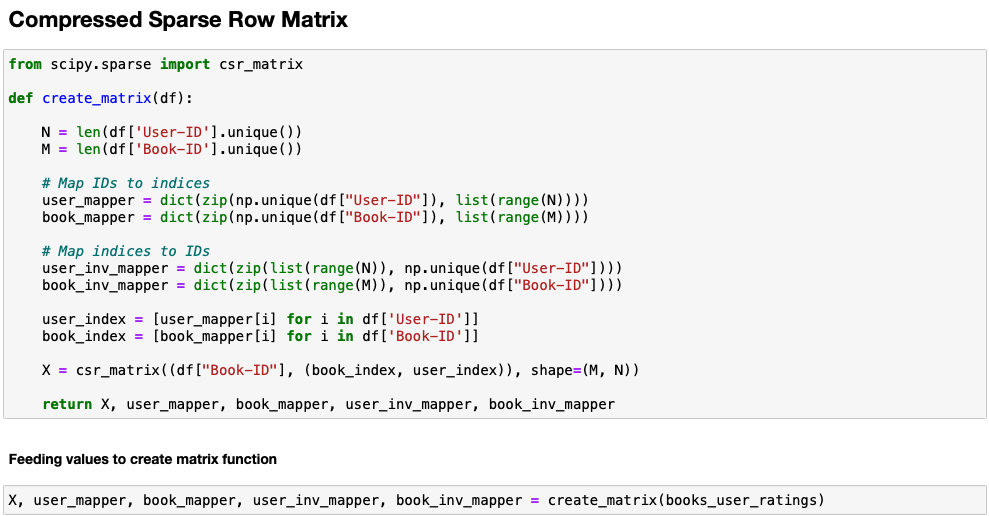 Compressed Sparse Row Matrix
from scipy.sparse import csr_matrix
def create_matrix(df):
    N = len(df['User-ID'].unique())
    M = len(df['Book-ID'].unique())
    # Map IDs to indices
    user_mapper = dict(zip(np.unique(df["User-ID"]), list(range(N))))
    book_mapper = dict(zip(np.unique(df["Book-ID"]), list(range(M))))
    # Map indices to IDs
    user_inv_mapper = dict(zip(list(range(N)), np.unique(df["User-ID"])))
    book_inv_mapper = dict(zip(list(range(M)), np.unique(df["Book-ID"])))
    user_index = [user_mapper[i] for i in df['User-ID']]
    book_index = [book_mapper[i] for i in df['Book-ID']]
    X = csr_matrix((df["Book-ID"], (book_index, user_index)), shape=(M, N))
    return X, user_mapper, book_mapper, user_inv_mapper, book_inv_mapper
Feeding values to create matrix function
X, user_mapper, book_mapper, user_inv_mapper, book_inv_mapper = create_matrix(books_user_ratings)